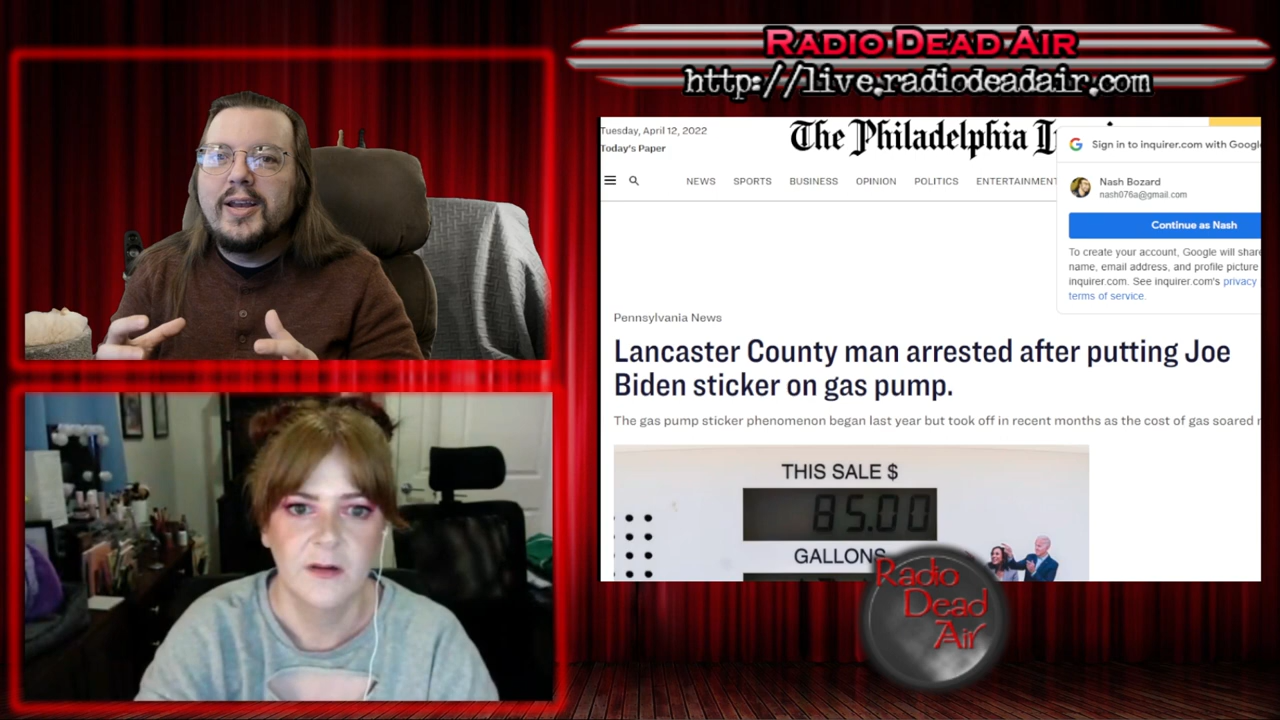 RADIO DEAD AIR
http://live.radiodeadair.com
Tuesday, April 12, 2022
Today's Paper
The Philadelphia
Sign in to inquirer.com with Google
Nash Bozard
nash076a@gmail.com
NEWS SPORTS BUSINESS OPINION POLITICS ENTERTAINMENT
Continue as Nash
To create your account, Google will share
name, email address, and profile picture
inquirer.com. See inquirer.com's privacy
terms of service.
Pennsylvania News
Lancaster County man arrested after putting Joe
Biden sticker on gas pump.
The gas pump sticker phenomenon began last year but took off in recent months as the cost of gas soared
THIS SALE $
85.00
GALLONS
Radio
Dead
Air